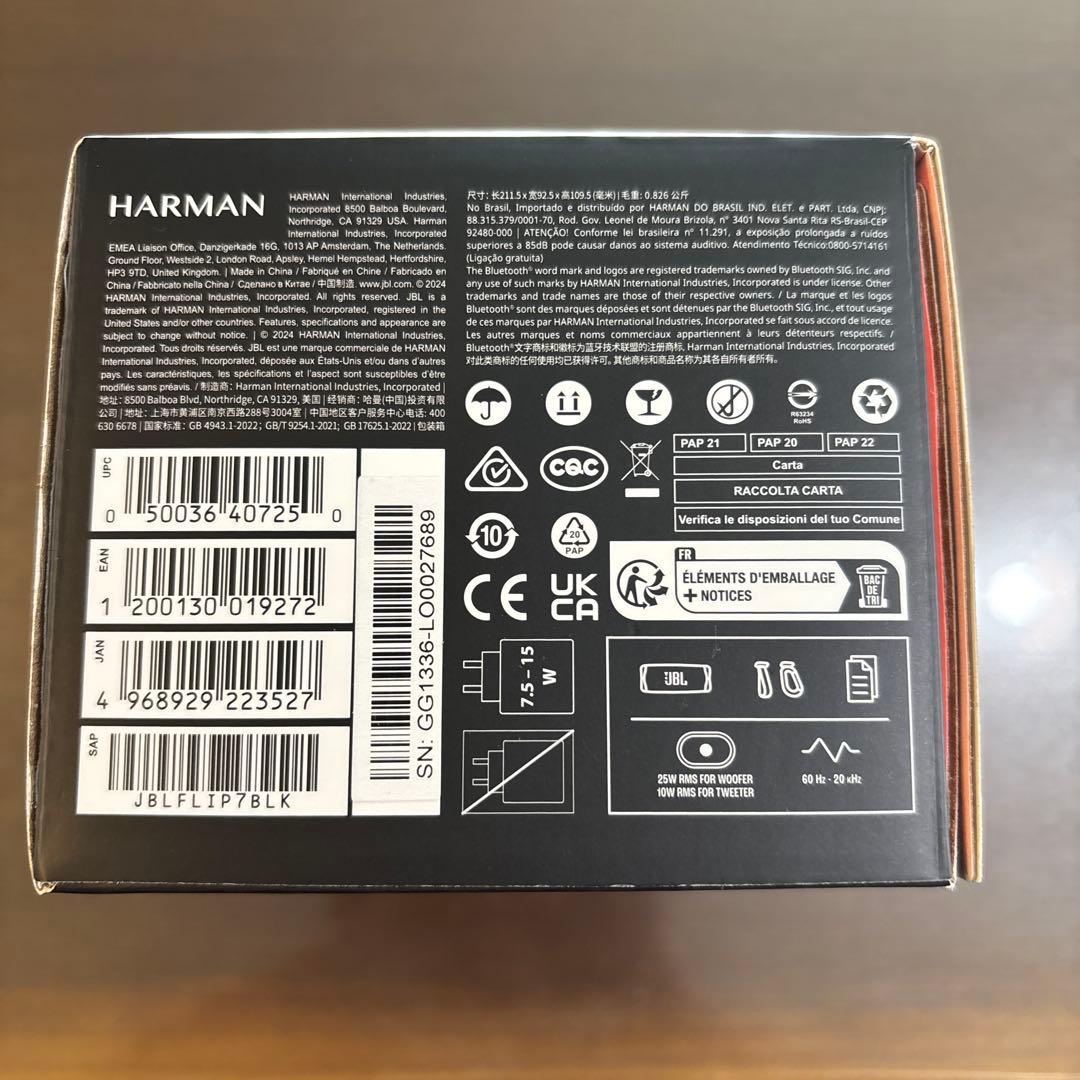 HARMAN
HARMAN International Industries,
Incorporated 8500 Balboa Boulevard,
Northridge, CA 91329 USA. Harman
International Industries, Incorporated
EMEA Liaison Office, Danzigerkade 16G, 1013 AP Amsterdam, The Netherlands.
Ground Floor, Westside 2, London Road, Apsley, Hemel Hempstead, Hertfordshire,
HP3 9TD, United Kingdom. | Made in China / Fabriqué en Chine / Fabricado en
China / Fabbricato nella China / Сделано в Китае / 中国制造. www.jbl.com. © 2024
HARMAN International Industries, Incorporated. All rights reserved. JBL is a
trademark of HARMAN International Industries, Incorporated, registered in the
United States and/or other countries. Features, specifications and appearance are
subject to change without notice. | © 2024 HARMAN International Industries,
Incorporated. Tous droits réservés. JBL est une marque commerciale de HARMAN
International Industries, Incorporated, déposée aux États-Unis et/ou dans d'autres
pays. Les caractéristiques, les spécifications et l'aspect sont susceptibles d'être
modifiés sans préavis. / 制造商: Harman International Industries, Incorporated |
地址: 8500 Balboa Blvd, Northridge, CA 91329, 美国 | 经销商: 哈曼(中国)投资有限
公司 | 地址: 上海市黄浦区南京西路288号3004室 | 中国地区客户服务中心电话: 400
630 6678 | 国家标准: GB 4943.1-2022; GB/T 9254.1-2021; GB 17625.1-2022 | 包装箱
尺寸: 长211.5 x 宽92.5 x 高109.5 (毫米) | 毛重: 0.826 公斤
No Brasil, Importado e distribuído por HARMAN DO BRASIL IND. ELET. e PART. Ltda, CNPJ:
88.315.379/0001-70, Rod. Gov. Leonel de Moura Brizola, n° 3401 Nova Santa Rita RS-Brasil-CEP
92480-000 | ATENÇÃO! Conforme lei brasileira n° 11.291, a exposição prolongada a ruídos
superiores a 85dB pode causar danos ao sistema auditivo. Atendimento Técnico:0800-5714161
(Ligação gratuita)
The Bluetooth® word mark and logos are registered trademarks owned by Bluetooth SIG, Inc. and
any use of such marks by HARMAN International Industries, Incorporated is under license. Other
trademarks and trade names are those of their respective owners. / La marque et les logos
Bluetooth® sont des marques déposées et sont détenues par the Bluetooth SIG, Inc., et tout usage
de ces marques par HARMAN International Industries, Incorporated se fait sous accord de licence.
Les autres marques et noms commerciaux appartiennent à leurs détenteurs respectifs. /
Bluetooth®文字商标和徽标为蓝牙技术联盟的注册商标, Harman International Industries, Incorporated
对此类商标的任何使用均已获得许可。其他商标和商品名称为其各自所有者所有。
R63234
RoHS
CQC
PAP 21
PAP 20
PAP 22
Carta
RACCOLTA CARTA
Verifica le disposizioni del tuo Comune
10
20
PAP
CE
UK
CA
FR
ÉLÉMENTS D'EMBALLAGE
+ NOTICES
BAC
DE
TRI
7.5 – 15
W
JBL
25W RMS FOR WOOFER
10W RMS FOR TWEETER
60 Hz - 20 kHz
UPC
0 50036 40725 0
EAN
1 200130 019272
JAN
4 968929 223527
SAP
JBLFLIP7BLK
SN: GG1336-LO0027689